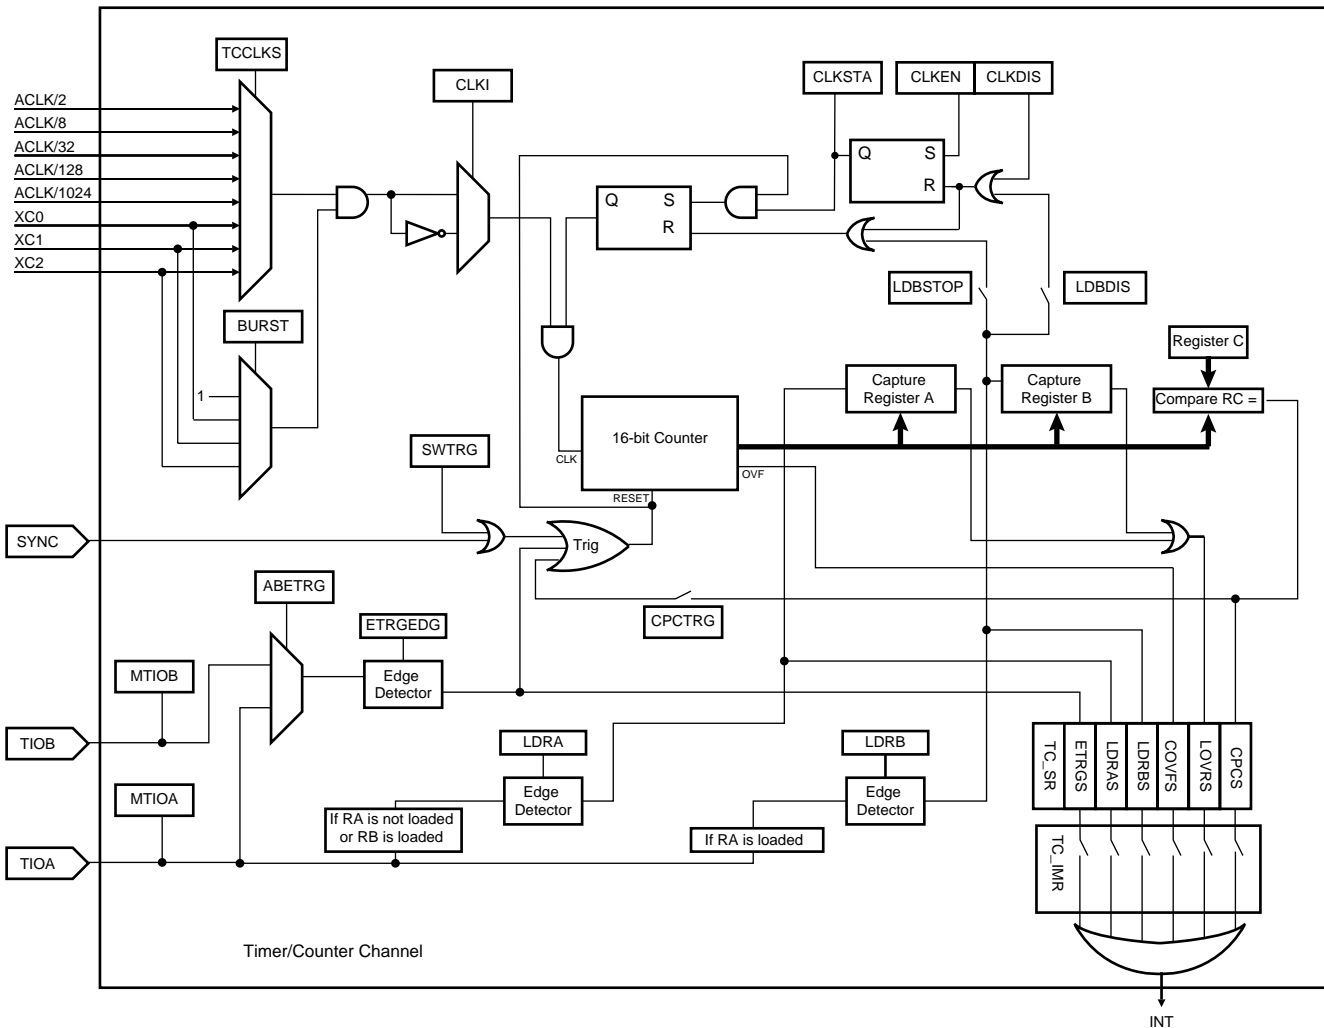 TCCLKS
CLKI
CLKSTA
CLKEN
CLKDIS
ACLK/2
ACLK/8
ACLK/32
ACLK/128
ACLK/1024
XC0
XC1
XC2
Q
S
R
Q
S
R
LDBSTOP
LDBDIS
BURST
1
Register C
Capture
Register A
Capture
Register B
Compare RC =
16-bit Counter
CLK
OVF
RESET
SWTRG
SYNC
Trig
ABETRG
ETRGEDG
CPCTRG
MTIOB
Edge
Detector
TIOB
LDRA
LDRB
MTIOA
Edge
Detector
Edge
Detector
If RA is not loaded
or RB is loaded
If RA is loaded
TIOA
TC_SR
ETRGS
LDRAS
LDRBS
COVFS
LOVRS
CPCS
TC_IMR
Timer/Counter Channel
INT